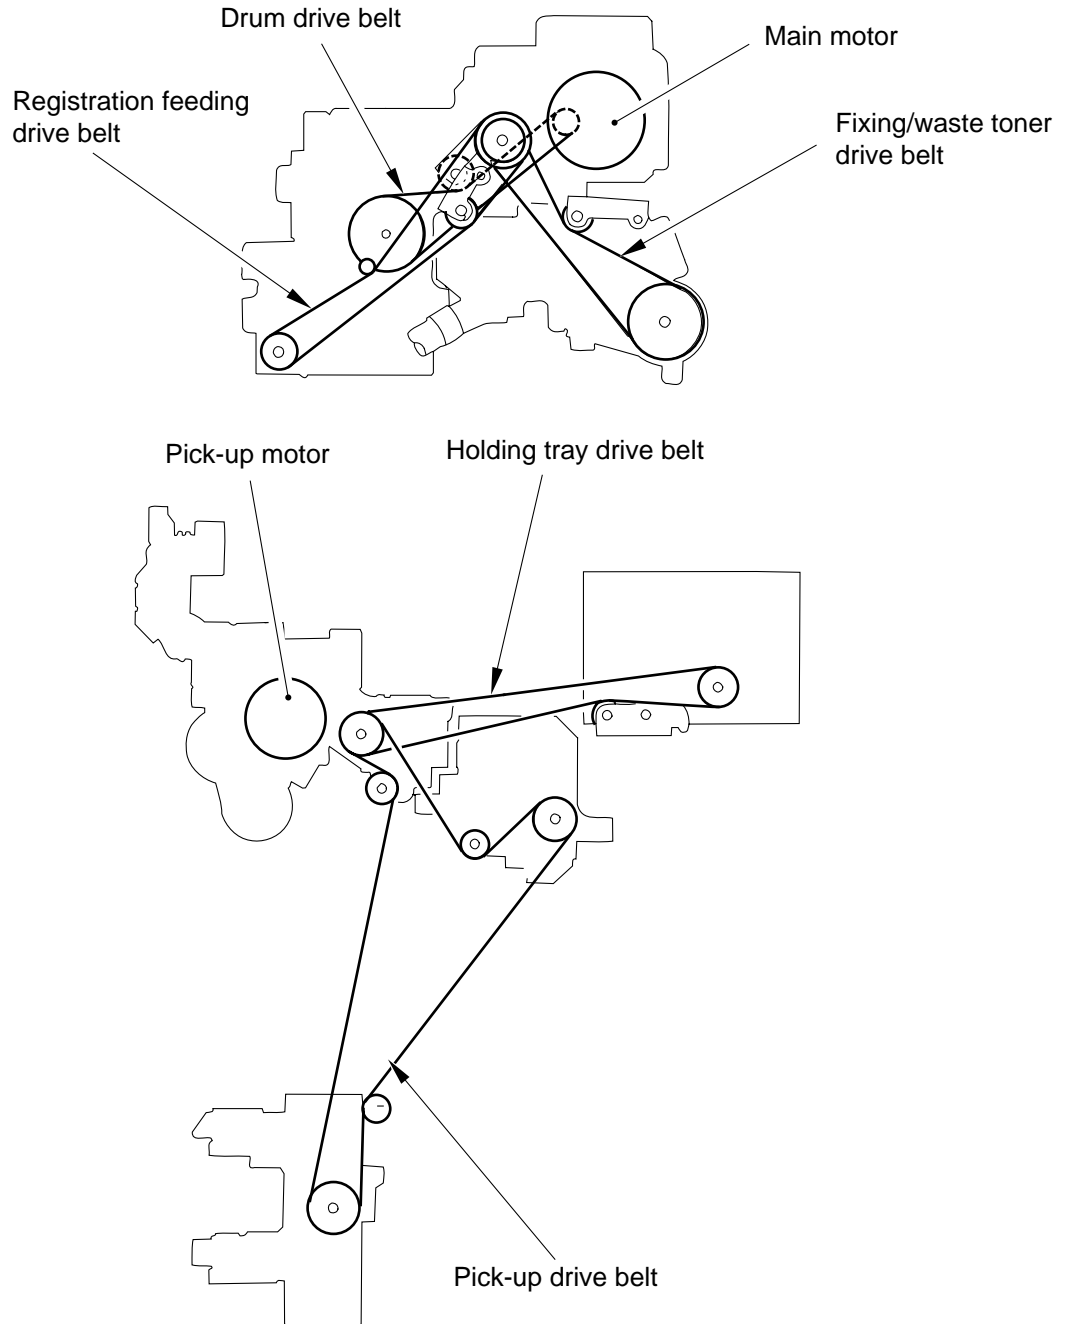 Drum drive belt
Main motor
Registration feeding
drive belt
Fixing/waste toner
drive belt
Pick-up motor
Holding tray drive belt
Pick-up drive belt